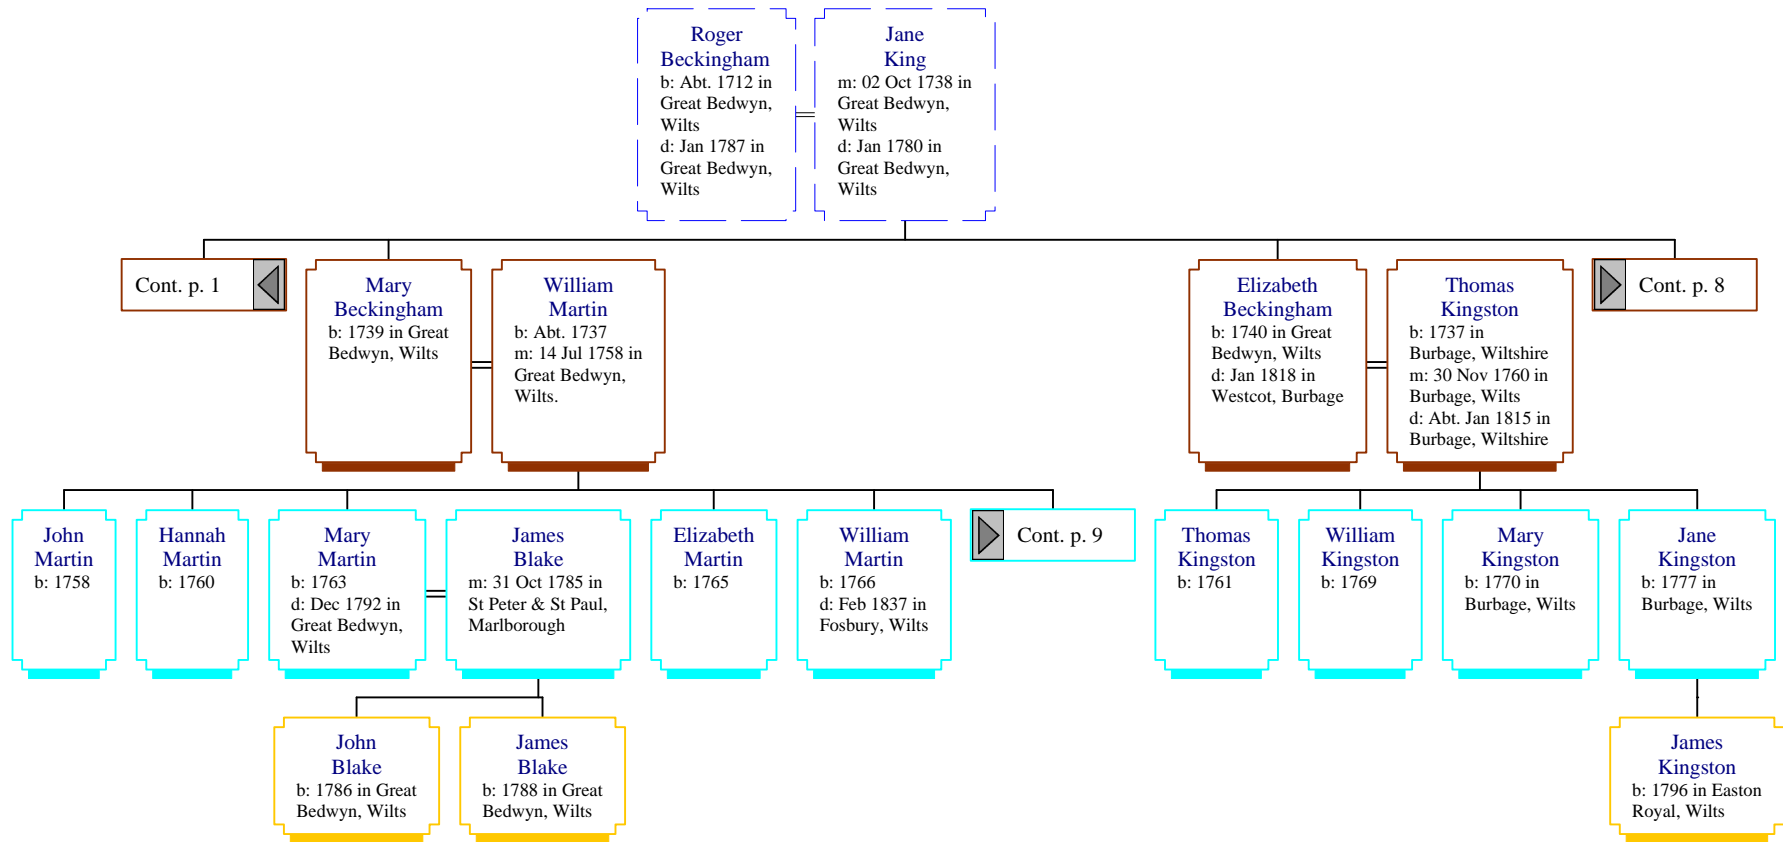 Roger
Beckingham
b: Abt. 1712 in
Great Bedwyn,
Wilts
d: Jan 1787 in
Great Bedwyn,
Wilts
Jane
King
m: 02 Oct 1738 in
Great Bedwyn,
Wilts
d: Jan 1780 in
Great Bedwyn,
Wilts
Cont. p. 1
Mary
Beckingham
b: 1739 in Great
Bedwyn, Wilts
William
Martin
b: Abt. 1737
m: 14 Jul 1758 in
Great Bedwyn,
Wilts.
Elizabeth
Beckingham
b: 1740 in Great
Bedwyn, Wilts
d: Jan 1818 in
Westcot, Burbage
Thomas
Kingston
b: 1737 in
Burbage, Wiltshire
m: 30 Nov 1760 in
Burbage, Wilts
d: Abt. Jan 1815 in
Burbage, Wiltshire
Cont. p. 8
John
Martin
b: 1758
Hannah
Martin
b: 1760
Mary
Martin
b: 1763
d: Dec 1792 in
Great Bedwyn,
Wilts
James
Blake
m: 31 Oct 1785 in
St Peter & St Paul,
Marlborough
Elizabeth
Martin
b: 1765
William
Martin
b: 1766
d: Feb 1837 in
Fosbury, Wilts
Cont. p. 9
Thomas
Kingston
b: 1761
William
Kingston
b: 1769
Mary
Kingston
b: 1770 in
Burbage, Wilts
Jane
Kingston
b: 1777 in
Burbage, Wilts
John
Blake
b: 1786 in Great
Bedwyn, Wilts
James
Blake
b: 1788 in Great
Bedwyn, Wilts
James
Kingston
b: 1796 in Easton
Royal, Wilts